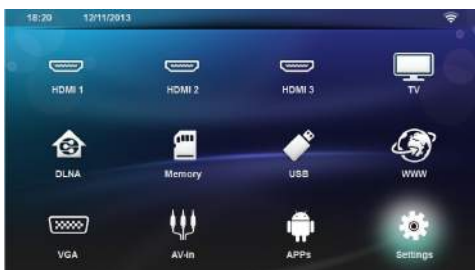 18:20 12/11/2013
HDMI 1 HDMI 2 HDMI 3 TV
DLNA Memory USB WWW
VGA AV-in APPs Settings